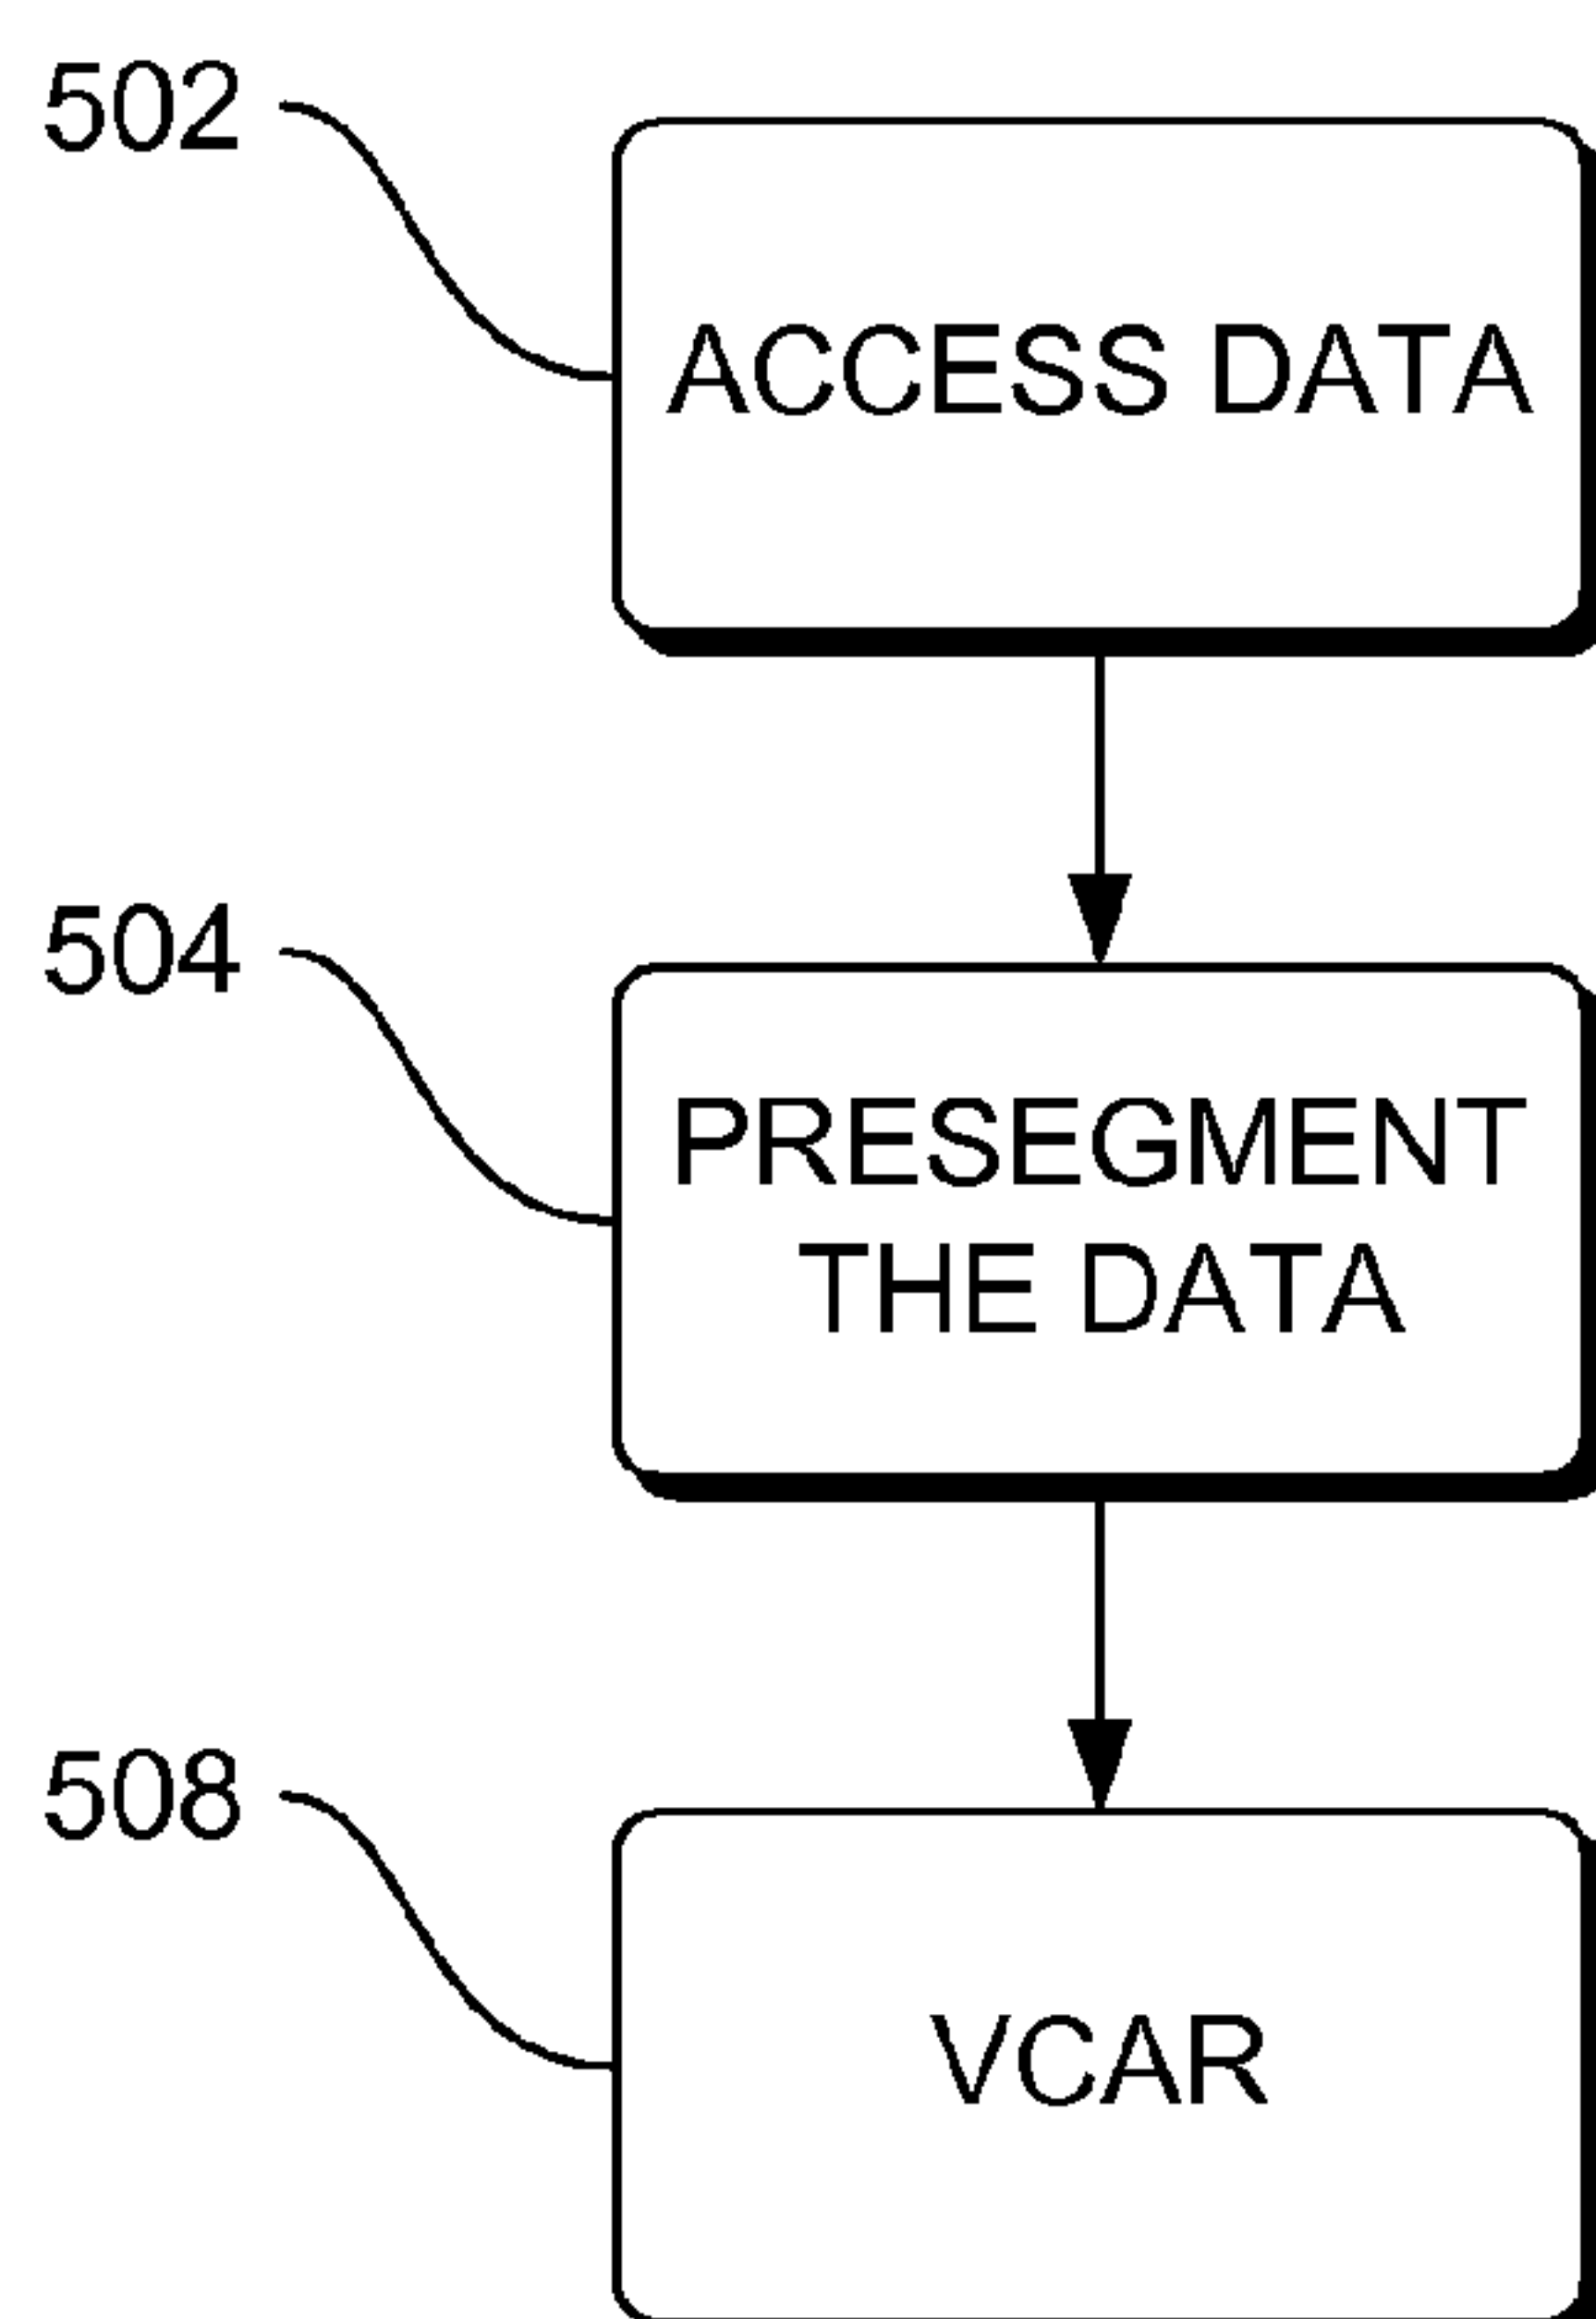 502
ACCESS DATA
504
PRESEGMENT
THE DATA
508
VCAR